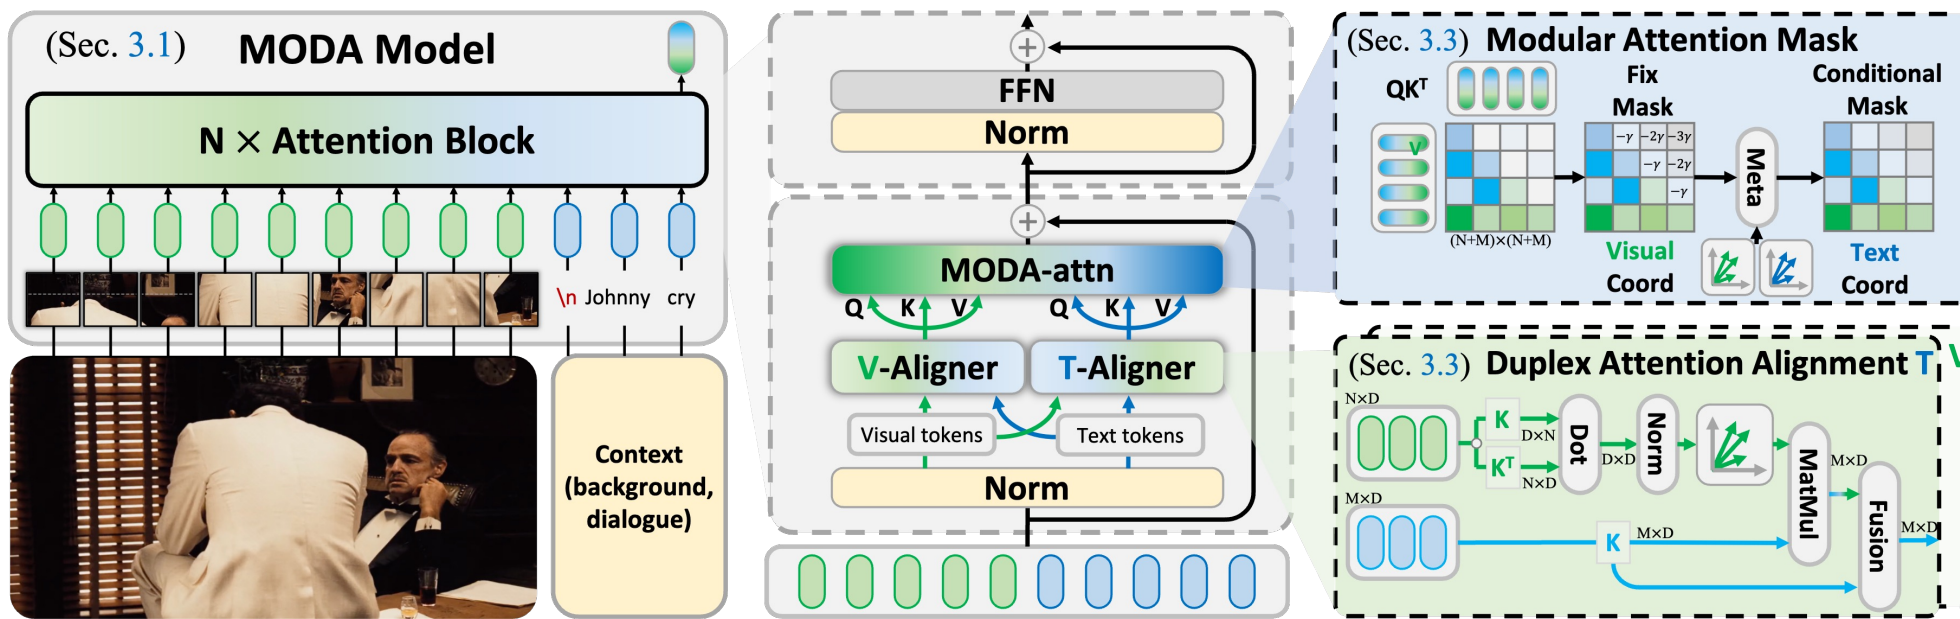 (Sec. 3.1) MODA Model
N × Attention Block
\n Johnny cry
Context
(background,
dialogue)
+
FFN
Norm
+
MODA-attn
Q K V Q K V
V-Aligner T-Aligner
Visual tokens Text tokens
Norm
(Sec. 3.3) Modular Attention Mask
QKᵀ
Fix
Mask
Conditional
Mask
V
-γ -2γ -3γ
-γ -2γ
-γ
Meta
(N+M)×(N+M)
Visual
Coord
Text
Coord
(Sec. 3.3) Duplex Attention Alignment T V
N×D
K
D×N
Kᵀ
N×D
Dot
D×D
Norm
MatMul
M×D
Fusion
M×D
M×D
K
M×D